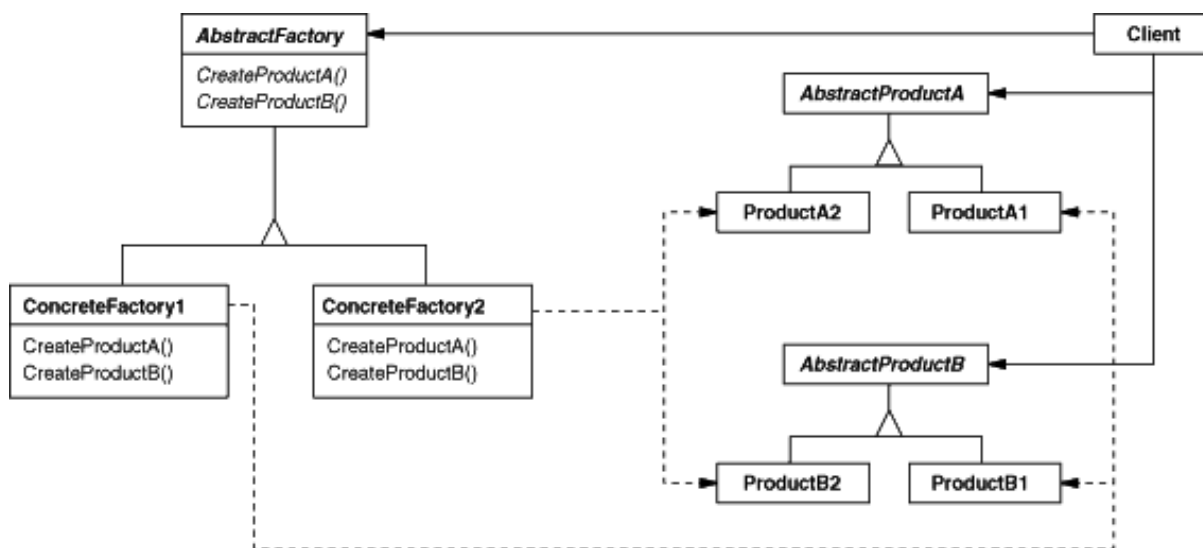 AbstractFactory
CreateProductA()
CreateProductB()
Client
AbstractProductA
ProductA2
ProductA1
ConcreteFactory1
CreateProductA()
CreateProductB()
ConcreteFactory2
CreateProductA()
CreateProductB()
AbstractProductB
ProductB2
ProductB1